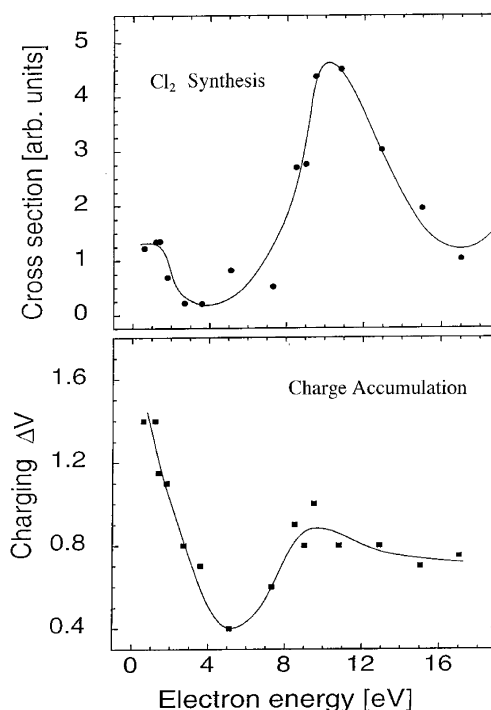 5
4
3
2
1
0
Cross section [arb. units]
Cl₂ Synthesis
1.6
1.2
0.8
0.4
Charging ΔV
Charge Accumulation
0 4 8 12 16
Electron energy [eV]